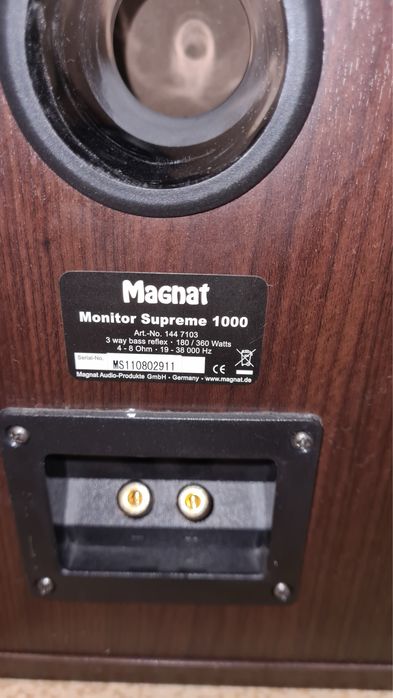 Magnat
Monitor Supreme 1000
Art.-No. 144 7103
3 way bass reflex · 180 / 360 Watts
4 - 8 Ohm · 19 - 38 000 Hz
Serial-No. MS110802911 CE
Magnat Audio-Produkte GmbH · Germany · www.magnat.de